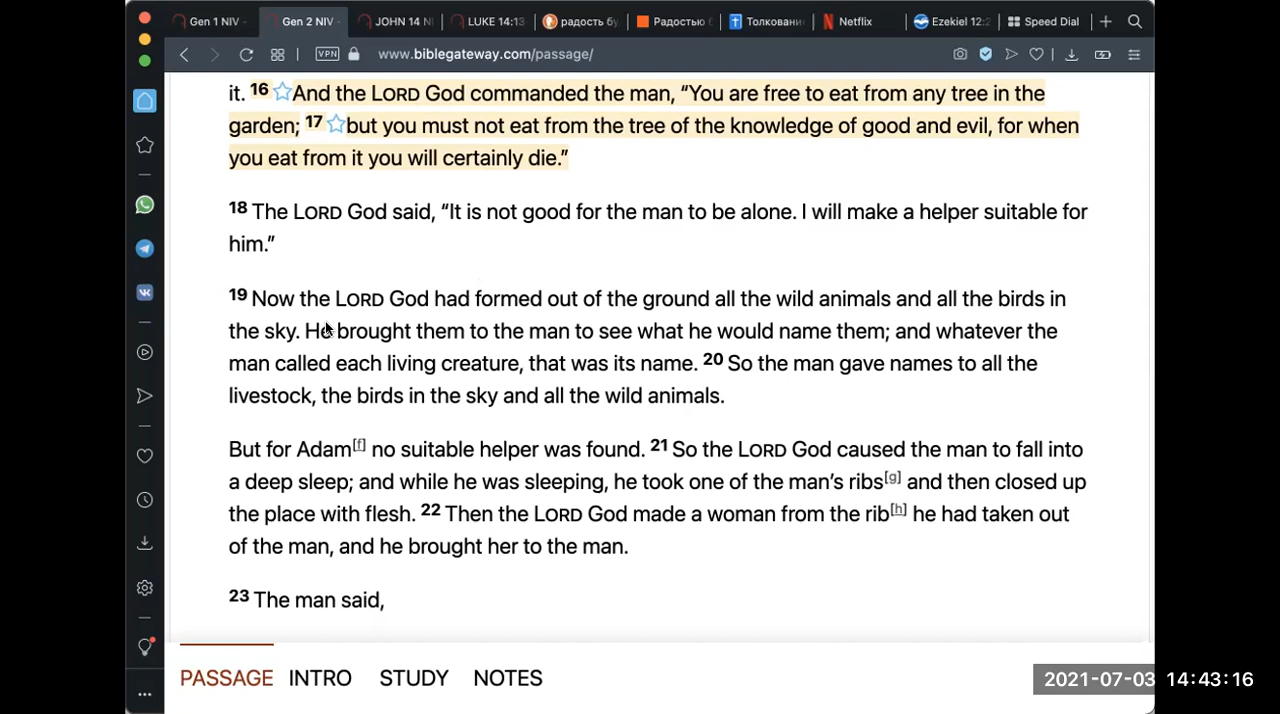 Gen 1 NIV
Gen 2 NIV
JOHN 14 N
LUKE 14:13
радость бу
Радостью б
Толковани
Netflix
Ezekiel 12:2
Speed Dial
VPN
www.biblegateway.com/passage/
it. 16 And the LORD God commanded the man, “You are free to eat from any tree in the
garden; 17 but you must not eat from the tree of the knowledge of good and evil, for when
you eat from it you will certainly die.”
18 The LORD God said, “It is not good for the man to be alone. I will make a helper suitable for
him.”
19 Now the LORD God had formed out of the ground all the wild animals and all the birds in
the sky. He brought them to the man to see what he would name them; and whatever the
man called each living creature, that was its name. 20 So the man gave names to all the
livestock, the birds in the sky and all the wild animals.
But for Adam[f] no suitable helper was found. 21 So the LORD God caused the man to fall into
a deep sleep; and while he was sleeping, he took one of the man’s ribs[g] and then closed up
the place with flesh. 22 Then the LORD God made a woman from the rib[h] he had taken out
of the man, and he brought her to the man.
23 The man said,
PASSAGE INTRO STUDY NOTES
2021-07-03 14:43:16